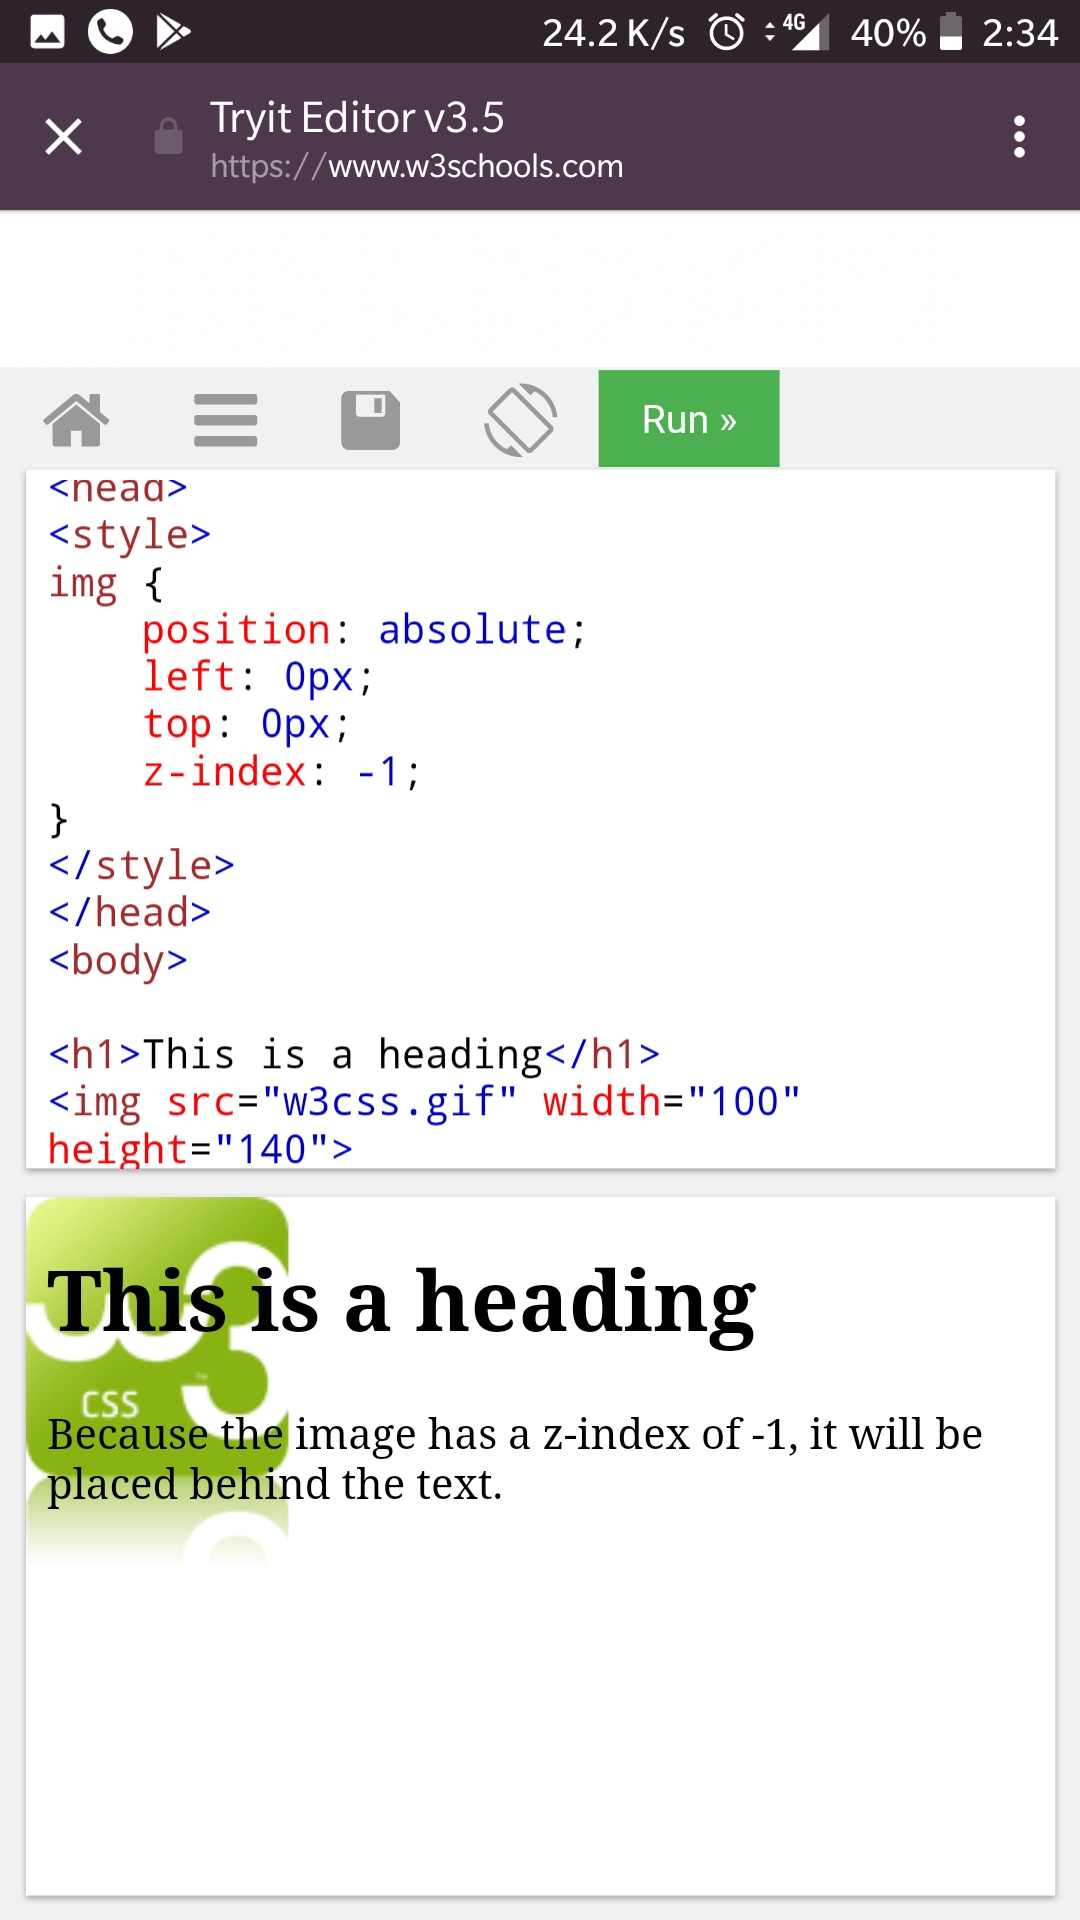 24.2 K/s 4G 40% 2:34
Tryit Editor v3.5
https://www.w3schools.com
Run »
<head>
<style>
img {
position: absolute;
left: 0px;
top: 0px;
z-index: -1;
}
</style>
</head>
<body>
<h1>This is a heading</h1>
<img src="w3css.gif" width="100"
height="140">
This is a heading
W3
CSS
Because the image has a z-index of -1, it will be
placed behind the text.